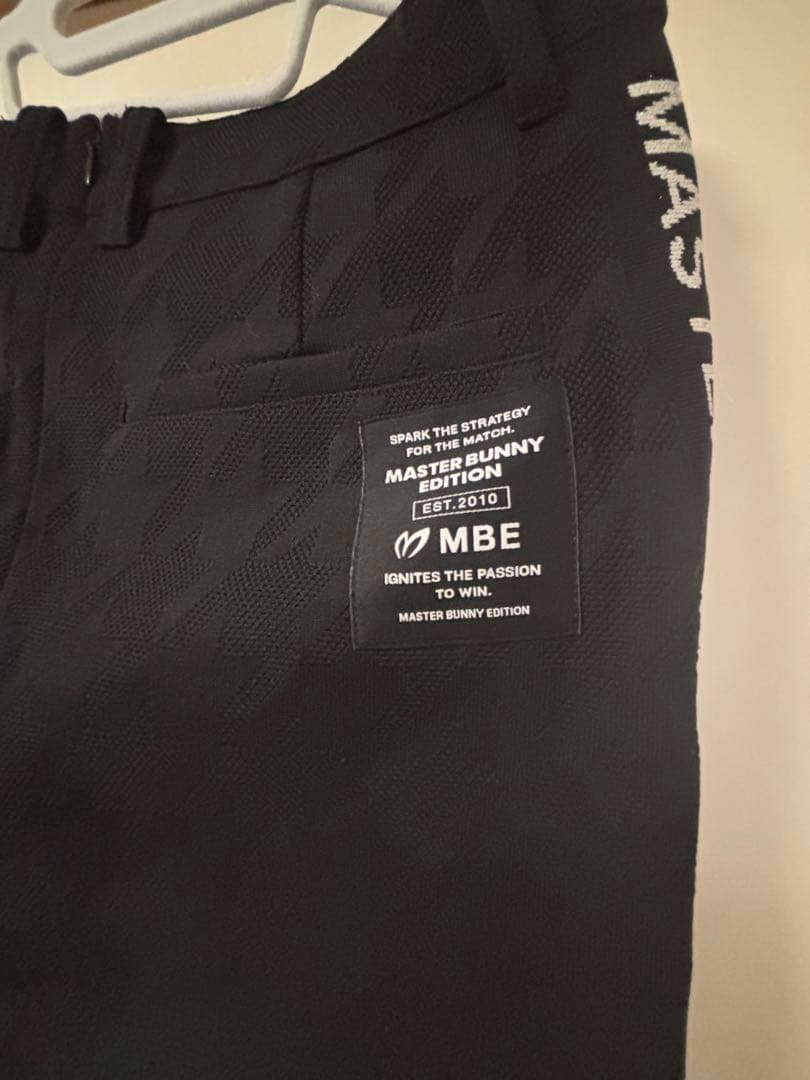 SPARK THE STRATEGY
FOR THE MATCH.
MASTER BUNNY
EDITION
EST.2010
MBE
IGNITES THE PASSION
TO WIN.
MASTER BUNNY EDITION
MAST